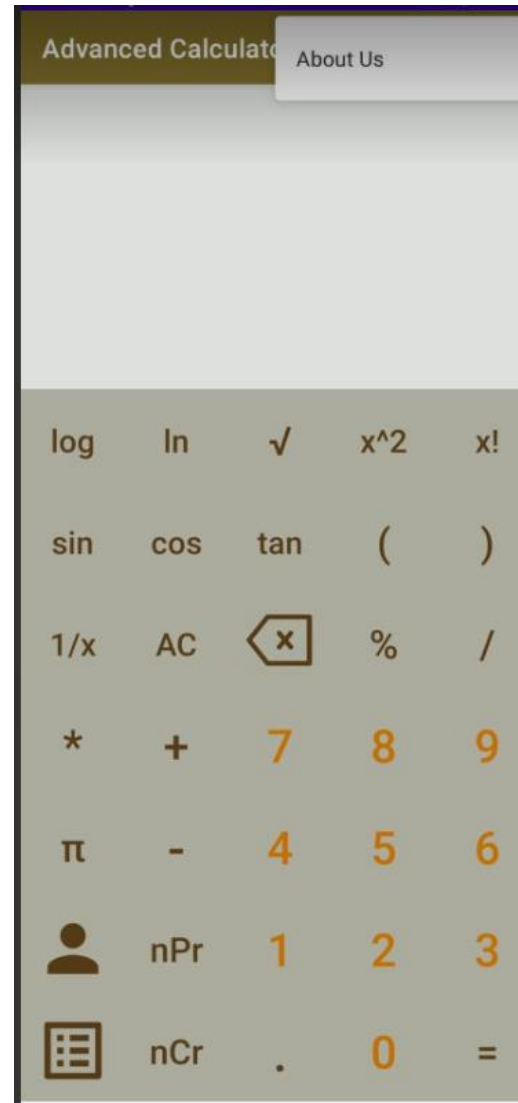 Advanced Calculato
About Us
log ln √ x^2 x!
sin cos tan ( )
1/x AC x % /
* + 7 8 9
π - 4 5 6
nPr 1 2 3
nCr . 0 =